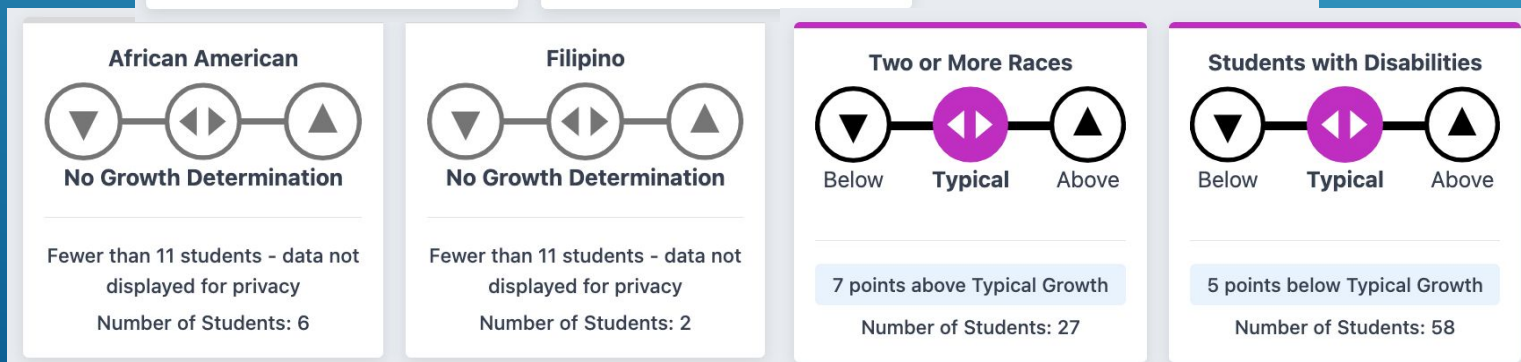 African American
No Growth Determination
Fewer than 11 students - data not
displayed for privacy
Number of Students: 6
Filipino
No Growth Determination
Fewer than 11 students - data not
displayed for privacy
Number of Students: 2
Two or More Races
Below Typical Above
7 points above Typical Growth
Number of Students: 27
Students with Disabilities
Below Typical Above
5 points below Typical Growth
Number of Students: 58